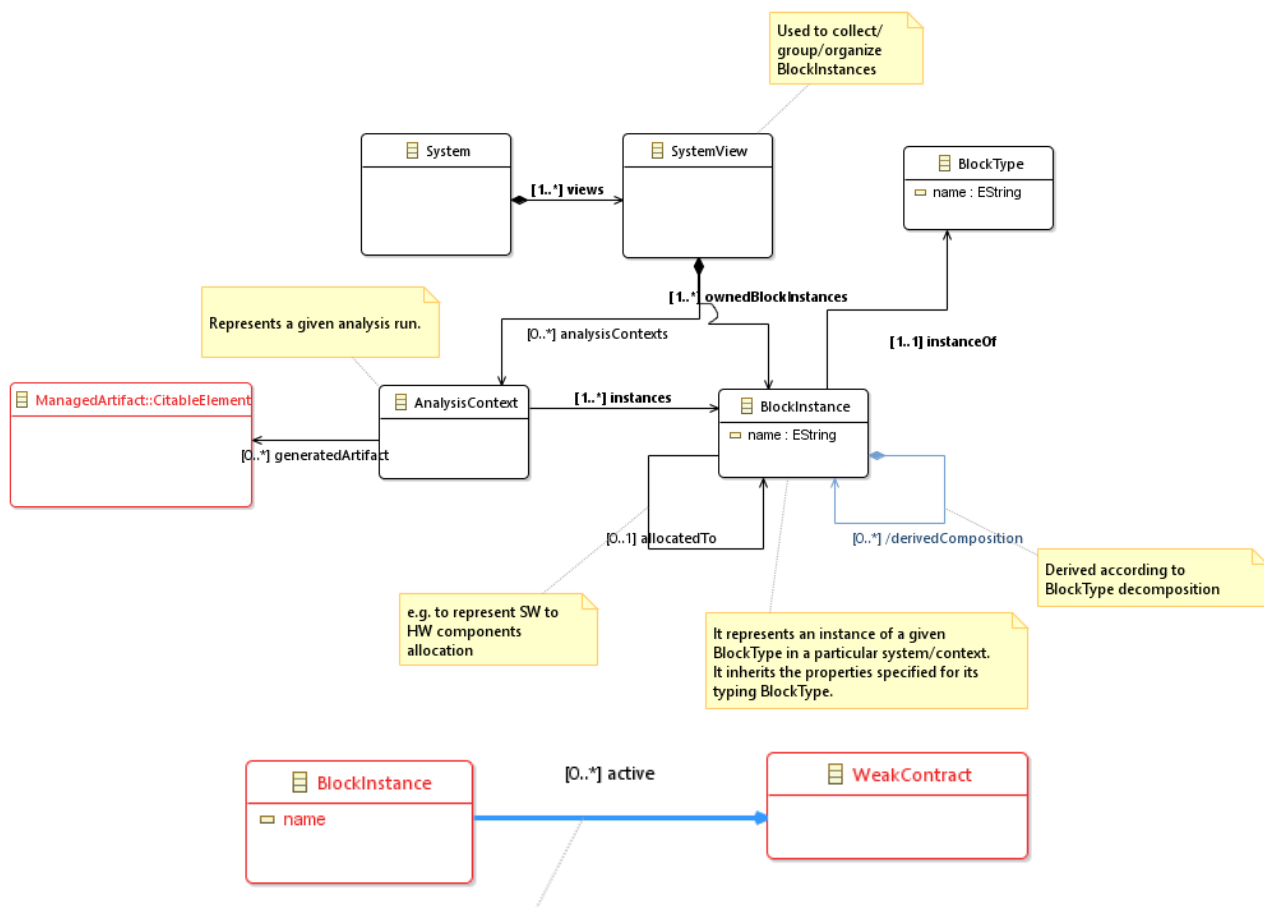 Used to collect/
group/organize
BlockInstances
System
SystemView
BlockType
name : EString
[1..*] views
[1..*] ownedBlockInstances
Represents a given analysis run.
[0..*] analysisContexts
[1..1] instanceOf
ManagedArtifact::CitableElement
AnalysisContext
[1..*] instances
BlockInstance
name : EString
[0..*] generatedArtifact
[0..1] allocatedTo
[0..*] /derivedComposition
Derived according to
BlockType decomposition
e.g. to represent SW to
HW components
allocation
It represents an instance of a given
BlockType in a particular system/context.
It inherits the properties specified for its
typing BlockType.
BlockInstance
name
[0..*] active
WeakContract